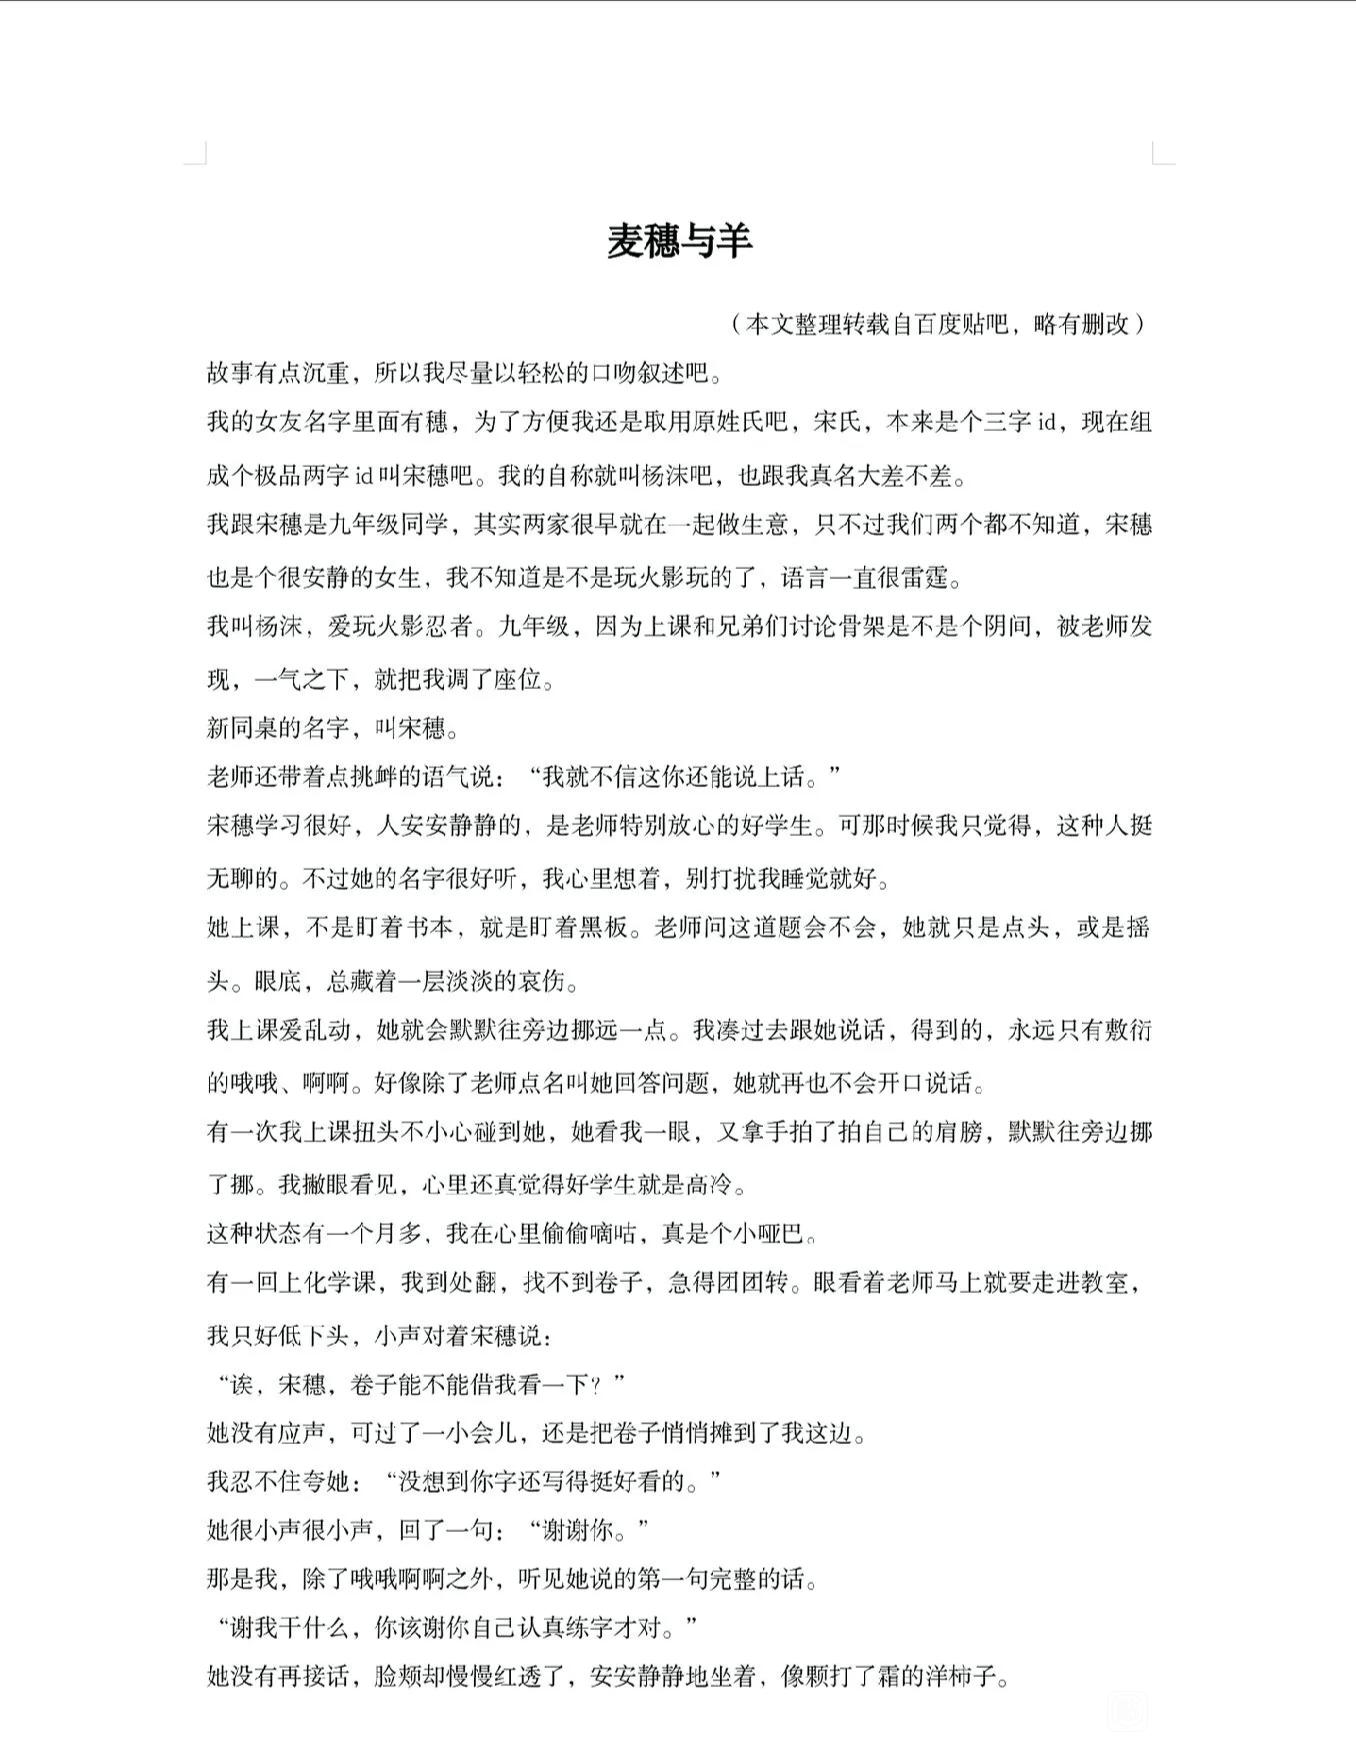 麦穗与羊
（本文整理转载自百度贴吧，略有删改）
故事有点沉重，所以我尽量以轻松的口吻叙述吧。
我的女友名字里面有穗，为了方便我还是取用原姓氏吧，宋氏，本来是个三字 id，现在组
成个极品两字 id 叫宋穗吧。我的自称就叫杨沫吧，也跟我真名大差不差。
我跟宋穗是九年级同学，其实两家很早就在一起做生意，只不过我们两个都不知道，宋穗
也是个很安静的女生，我不知道是不是玩火影玩的了，语言一直很雷霆。
我叫杨沫，爱玩火影忍者。九年级，因为上课和兄弟们讨论骨架是不是个阴间，被老师发
现，一气之下，就把我调了座位。
新同桌的名字，叫宋穗。
老师还带着点挑衅的语气说：“我就不信这你还能说上话。”
宋穗学习很好，人安安静静的，是老师特别放心的好学生。可那时候我只觉得，这种人挺
无聊的。不过她的名字很好听，我心里想着，别打扰我睡觉就好。
她上课，不是盯着书本，就是盯着黑板。老师问这道题会不会，她就只是点头，或是摇
头。眼底，总藏着一层淡淡的哀伤。
我上课爱乱动，她就会默默往旁边挪远一点。我凑过去跟她说话，得到的，永远只有敷衍
的哦哦、啊啊。好像除了老师点名叫她回答问题，她就再也不会开口说话。
有一次我上课扭头不小心碰到她，她看我一眼，又拿手拍了拍自己的肩膀，默默往旁边挪
了挪。我撇眼看见，心里还真觉得好学生就是高冷。
这种状态有一个月多，我在心里偷偷嘀咕，真是个小哑巴。
有一回上化学课，我到处翻，找不到卷子，急得团团转。眼看着老师马上就要走进教室，
我只好低下头，小声对着宋穗说：
“诶，宋穗，卷子能不能借我看一下？”
她没有应声，可过了一小会儿，还是把卷子悄悄摊到了我这边。
我忍不住夸她：“没想到你字还写得挺好看的。”
她很小声很小声，回了一句：“谢谢你。”
那是我，除了哦哦啊啊之外，听见她说的第一句完整的话。
“谢我干什么，你该谢你自己认真练字才对。”
她没有再接话，脸颊却慢慢红透了，安安静静地坐着，像颗打了霜的洋柿子。